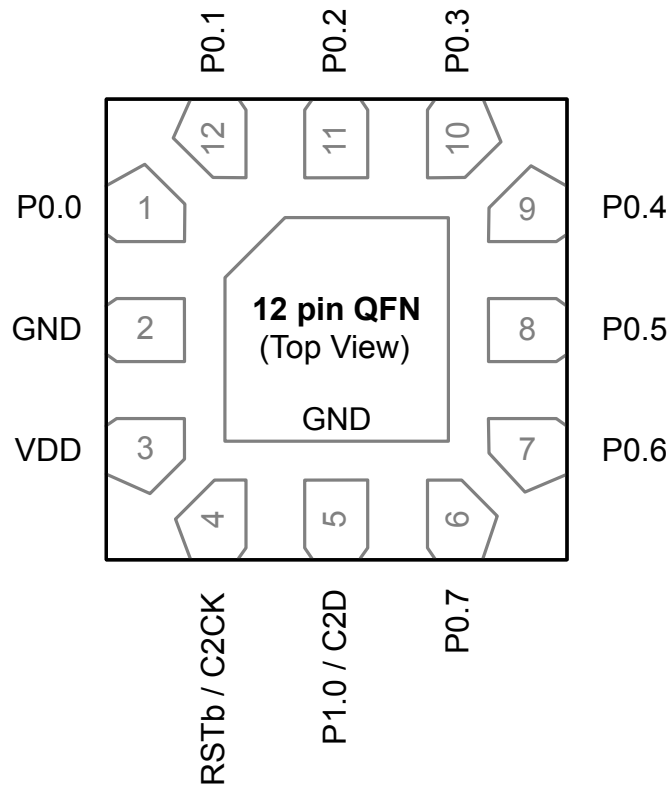 P0.1
P0.2
P0.3
12
11
10
P0.0
1
9
P0.4
GND
2
12 pin QFN
(Top View)
8
P0.5
GND
VDD
3
7
P0.6
4
5
6
RSTb / C2CK
P1.0 / C2D
P0.7